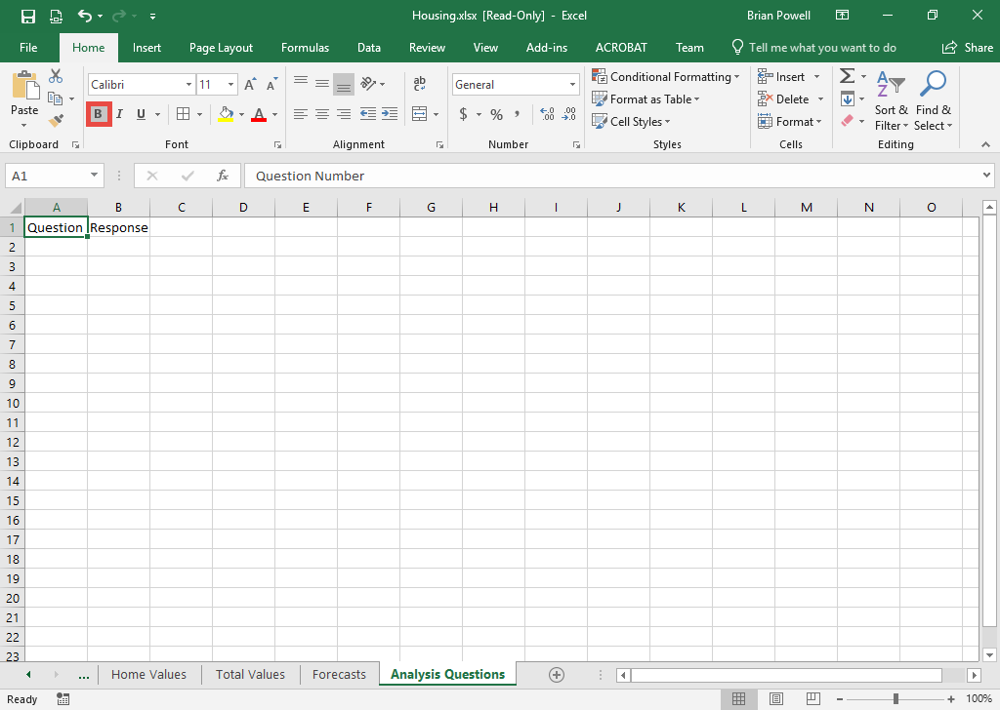 Housing.xlsx [Read-Only] - Excel
Brian Powell
File Home Insert Page Layout Formulas Data Review View Add-ins ACROBAT Team Tell me what you want to do Share
Calibri 11 General
Paste
B I U A
ab c
$ % ,
.0 .00 .00 .0
Conditional Formatting
Format as Table
Cell Styles
Insert
Delete
Format
Σ
A Z
Sort & Filter
Find & Select
Clipboard Font Alignment Number Styles Cells Editing
A1 fx Question Number
A B C D E F G H I J K L M N O
1 Question Response
2
3
4
5
6
7
8
9
10
11
12
13
14
15
16
17
18
19
20
21
22
23
... Home Values Total Values Forecasts Analysis Questions
Ready 100%